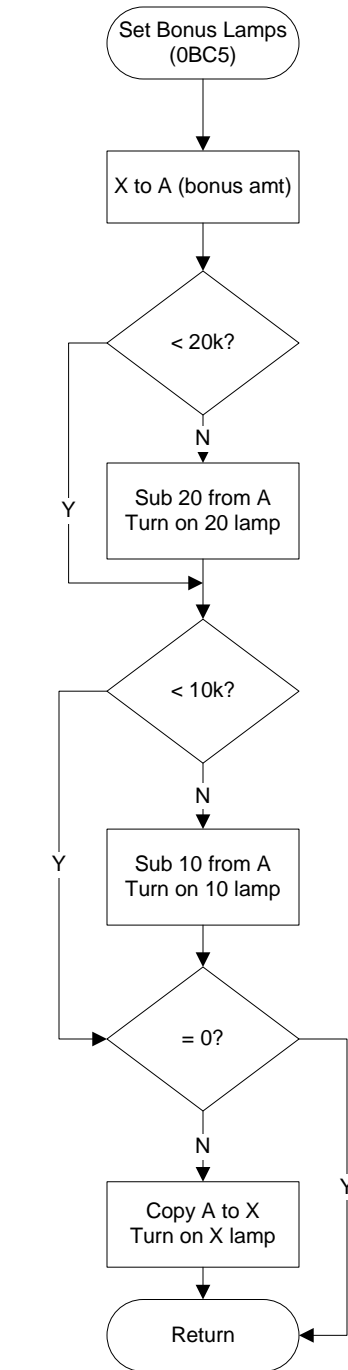 Set Bonus Lamps
(0BC5)
X to A (bonus amt)
< 20k?
N
Sub 20 from A
Turn on 20 lamp
Y
< 10k?
N
Sub 10 from A
Turn on 10 lamp
Y
= 0?
N
Copy A to X
Turn on X lamp
Y
Return